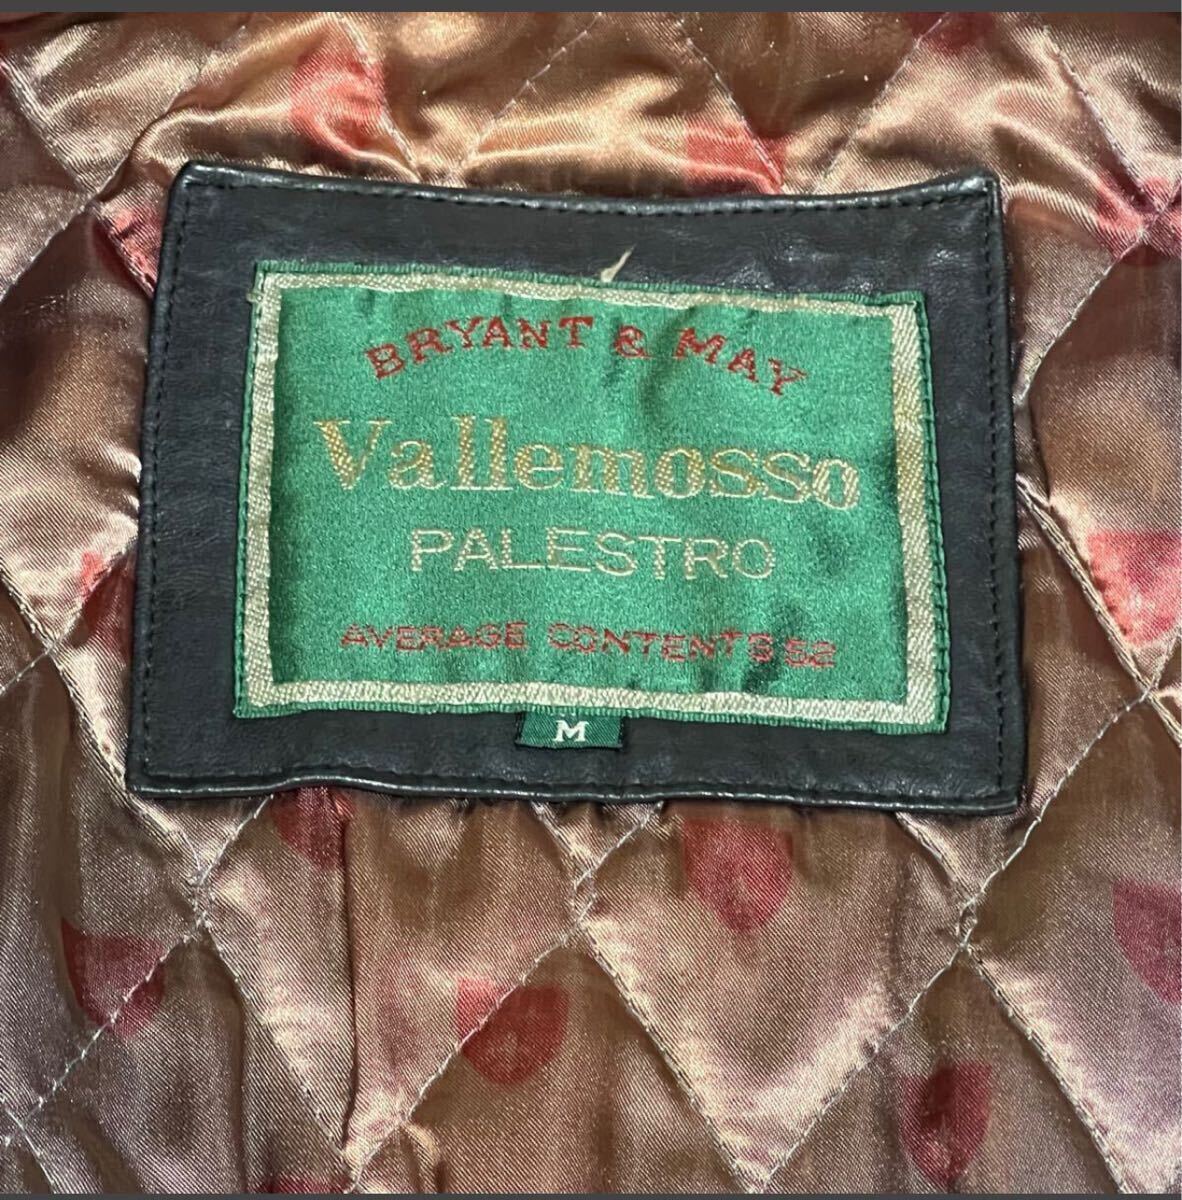 BRYANT & MAY
Vallemosso
PALESTRO
AVERAGE CONTENTS 52
M